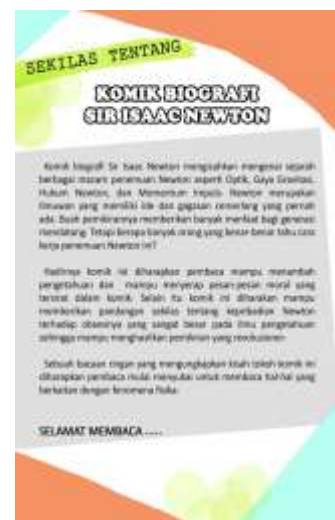 SEKILAS TENTANG
KOMIK BIOGRAFI
SIR ISAAC NEWTON
Komik biografi Sir Isaac Newton mengisahkan mengenai sejarah
berbagai macam penemuan Newton seperti Optik, Gaya Gravitasi,
Hukum Newton, dan Momentum Impuls. Newton merupakan
ilmuwan yang memiliki ide dan gagasan cemerlang yang pernah
ada. Buah pemikirannya memberikan banyak manfaat bagi generasi
mendatang. Tetapi berapa banyak orang yang benar-benar tahu cara
kerja penemuan Newton ini?
Hadirnya komik ini diharapkan pembaca mampu menambah
pengetahuan dan mampu menyerap pesan-pesan moral yang
tersirat dalam komik. Selain itu komik ini diharakan mampu
memberikan pandangan sekilas tentang kepribadian Newton
terhadap obsesinya yang sangat besar pada ilmu pengetahuan
sehingga mampu menghasilkan pemikiran yang revolusioner.
Sebuah bacaan ringan yang mengungkapkan kisah tokoh komik ini
diharapkan pembaca mulai menyukai untuk membaca hal-hal yang
berkaitan dengan fenomena fisika.
SELAMAT MEMBACA.....